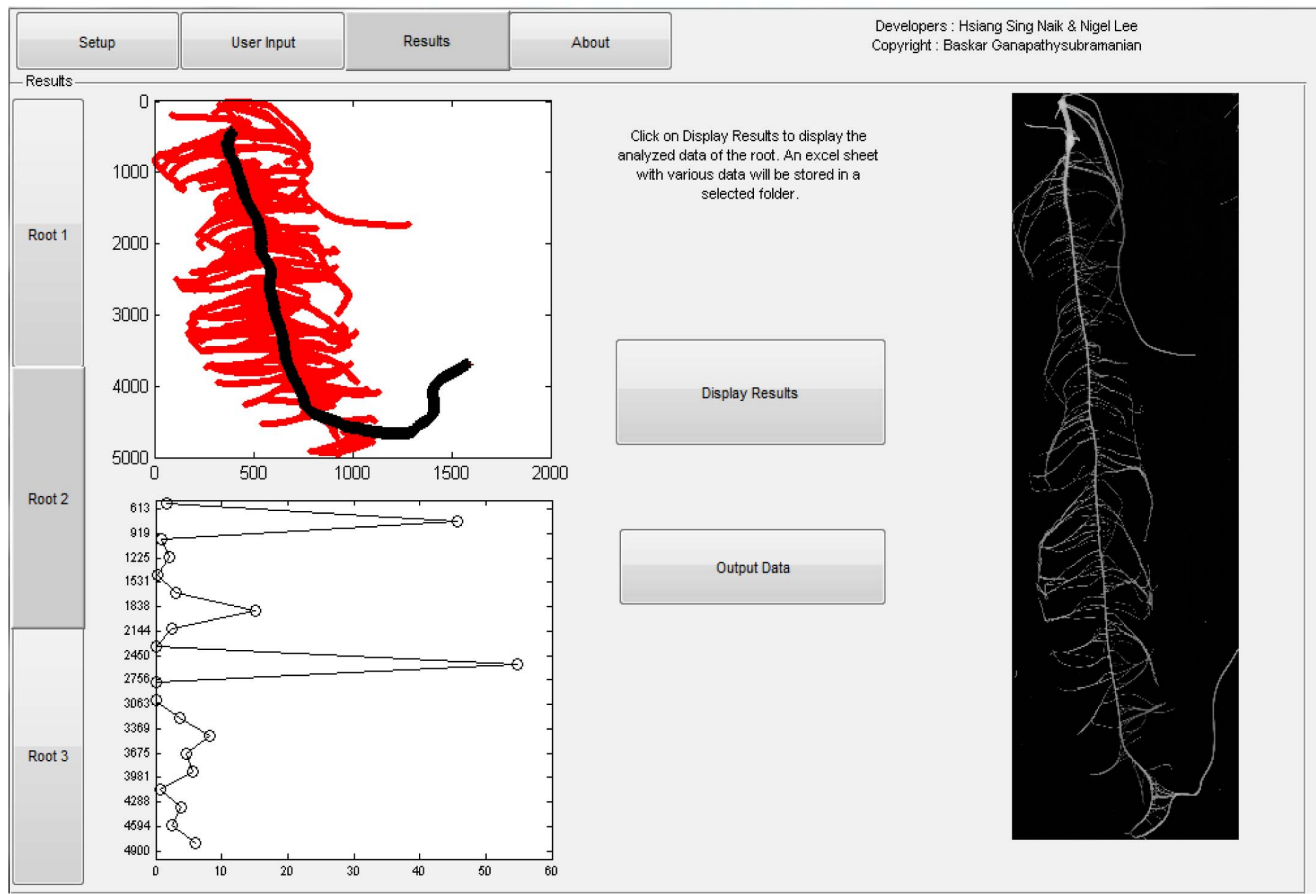 Setup
User Input
Results
About
Developers : Hsiang Sing Naik & Nigel Lee
Copyright : Baskar Ganapathysubramanian
Results
Root 1
Root 2
Root 3
0
1000
2000
3000
4000
5000
0 500 1000 1500 2000
Click on Display Results to display the
analyzed data of the root. An excel sheet
with various data will be stored in a
selected folder.
Display Results
Output Data
613
919
1225
1531
1838
2144
2450
2756
3063
3369
3675
3981
4288
4594
4900
0 10 20 30 40 50 60